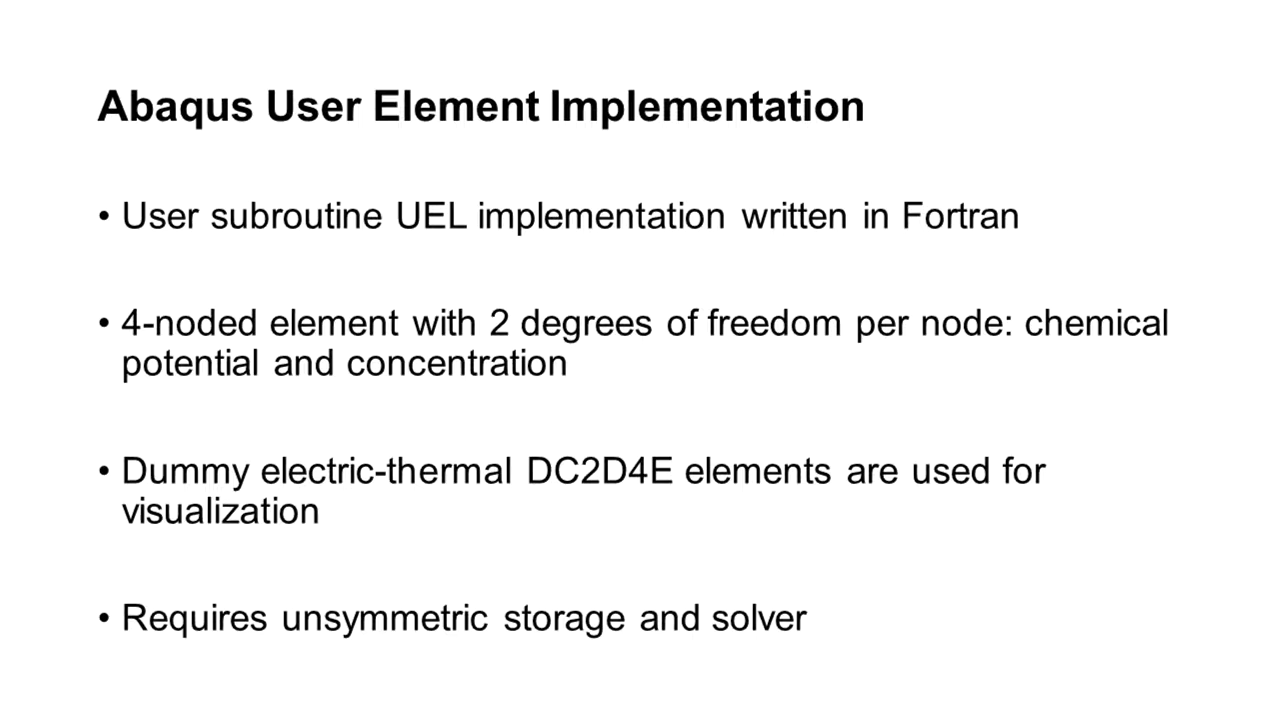 Abaqus User Element Implementation
• User subroutine UEL implementation written in Fortran
• 4-noded element with 2 degrees of freedom per node: chemical
potential and concentration
• Dummy electric-thermal DC2D4E elements are used for
visualization
• Requires unsymmetric storage and solver